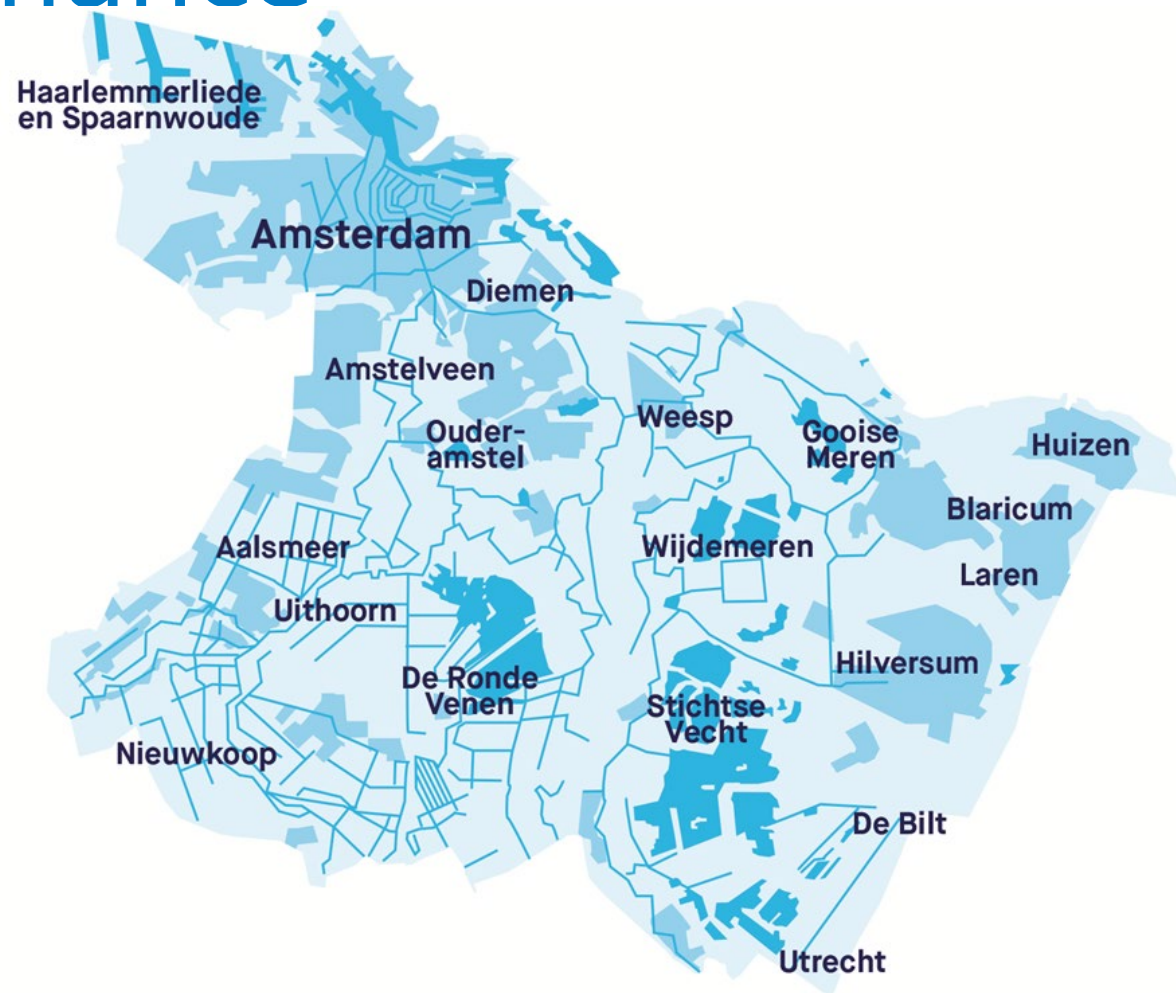 Haarlemmerliede
en Spaarnwoude
Amsterdam
Diemen
Amstelveen
Ouder-
amstel
Weesp
Gooise
Meren
Huizen
Blaricum
Laren
Aalsmeer
Wijdemeren
Uithoorn
De Ronde
Venen
Hilversum
Stichtse
Vecht
Nieuwkoop
De Bilt
Utrecht